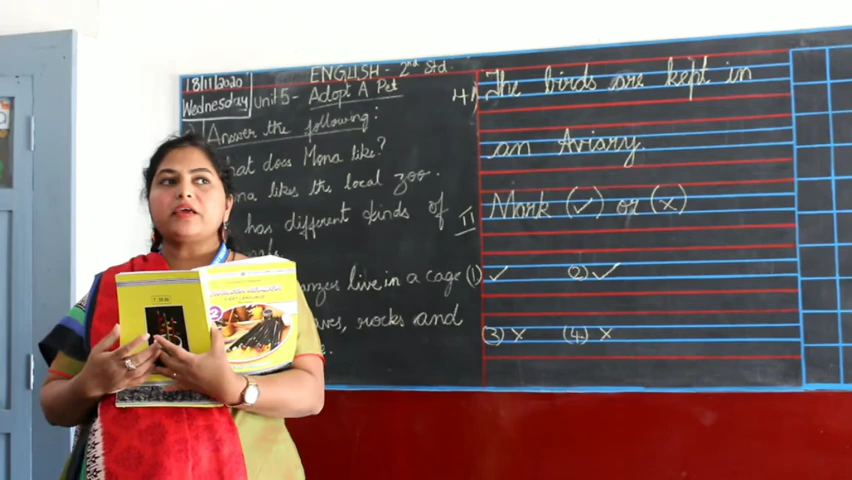 18/11/2020
Wednesday
ENGLISH - 2nd Std.
Unit 5 - Adopt A Pet
Answer the following:
hat does Mona like?
na likes the local zoo.
has different kinds of
live in a cage
aves, rocks and
4) The birds are kept in
an Aviary.
II Mark (✓) or (×)
(1) ✓ (2) ✓
(3) × (4) ×
2